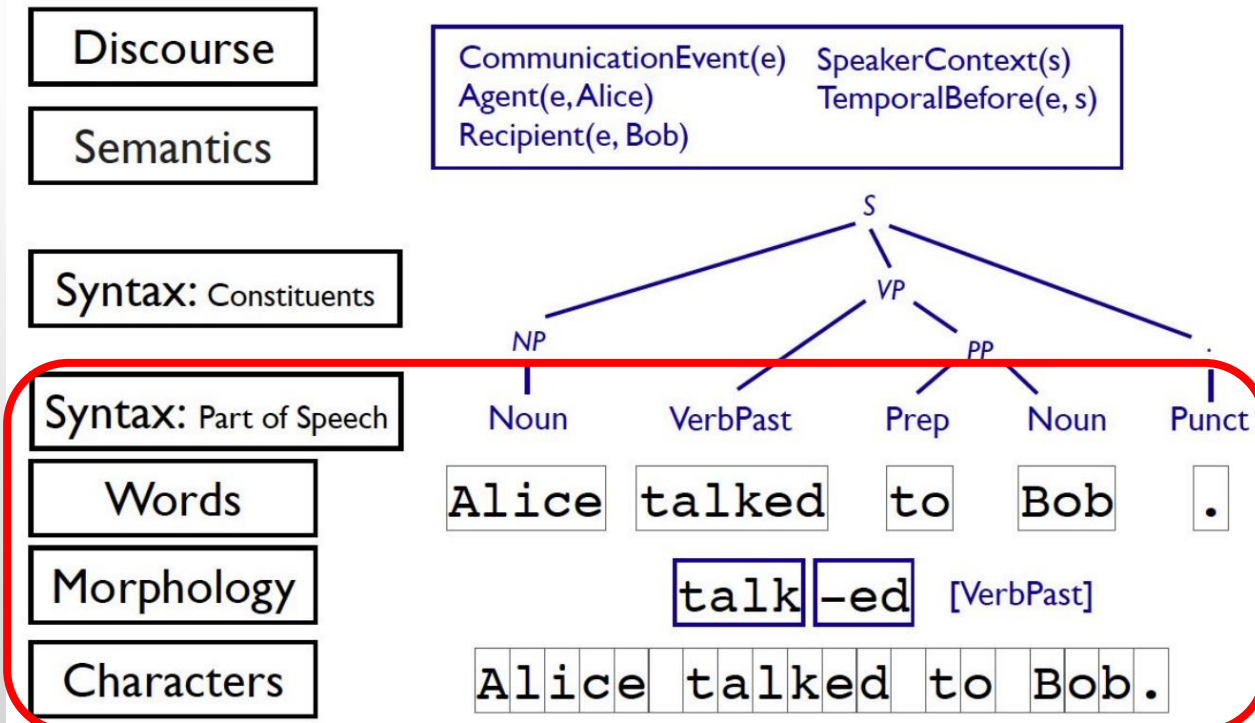 Discourse
CommunicationEvent(e) SpeakerContext(s)
Agent(e, Alice) TemporalBefore(e, s)
Recipient(e, Bob)
Semantics
S
Syntax: Constituents
VP
NP
PP
.
Syntax: Part of Speech
Noun VerbPast Prep Noun Punct
Words
Alice talked to Bob .
Morphology
talk -ed [VerbPast]
Characters
Alice talked to Bob.